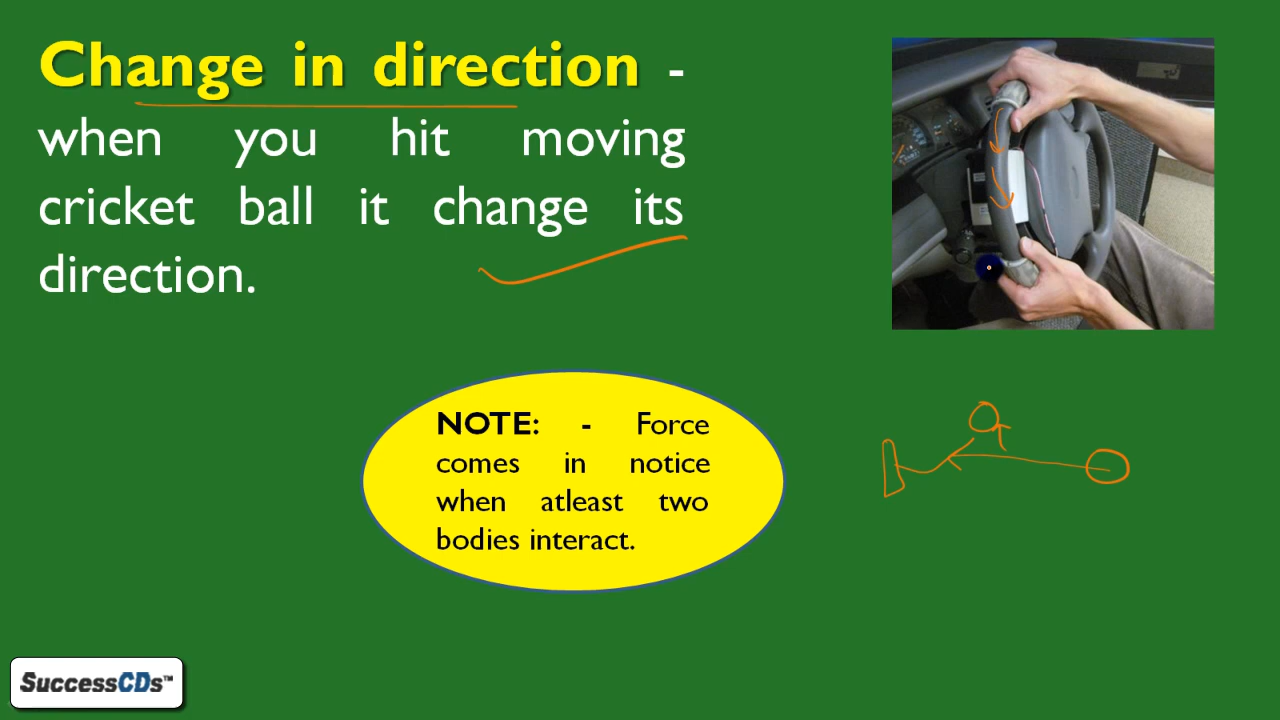 Change in direction -
when you hit moving
cricket ball it change its
direction.
NOTE: - Force
comes in notice
when atleast two
bodies interact.
SuccessCDs™